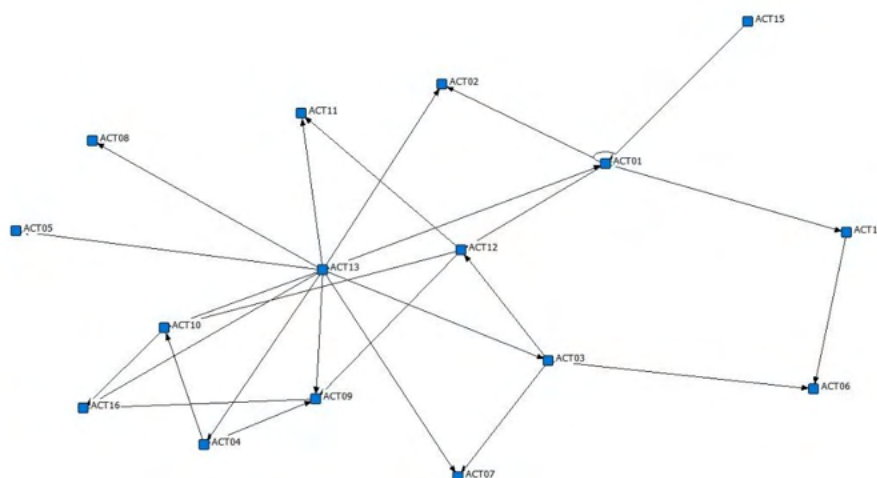 ACT15
ACT02
ACT11
ACT08
ACT01
ACT05
ACT1
ACT12
ACT13
ACT10
ACT03
ACT06
ACT09
ACT16
ACT04
ACT07